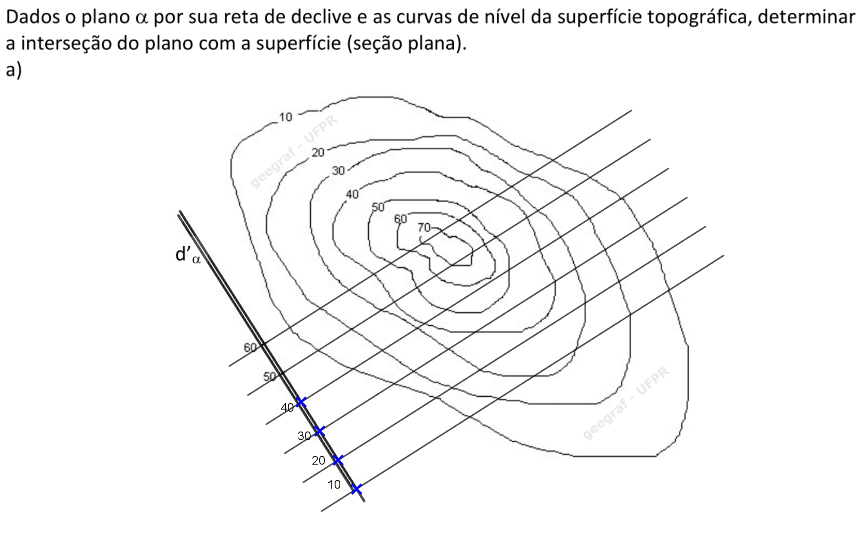 Dados o plano α por sua reta de declive e as curvas de nível da superfície topográfica, determinar
a interseção do plano com a superfície (seção plana).
a)
10
geegraf - UFPR
20
30
40
50
60
70
d'α
60
50
40
30
20
10
geegraf - UFPR